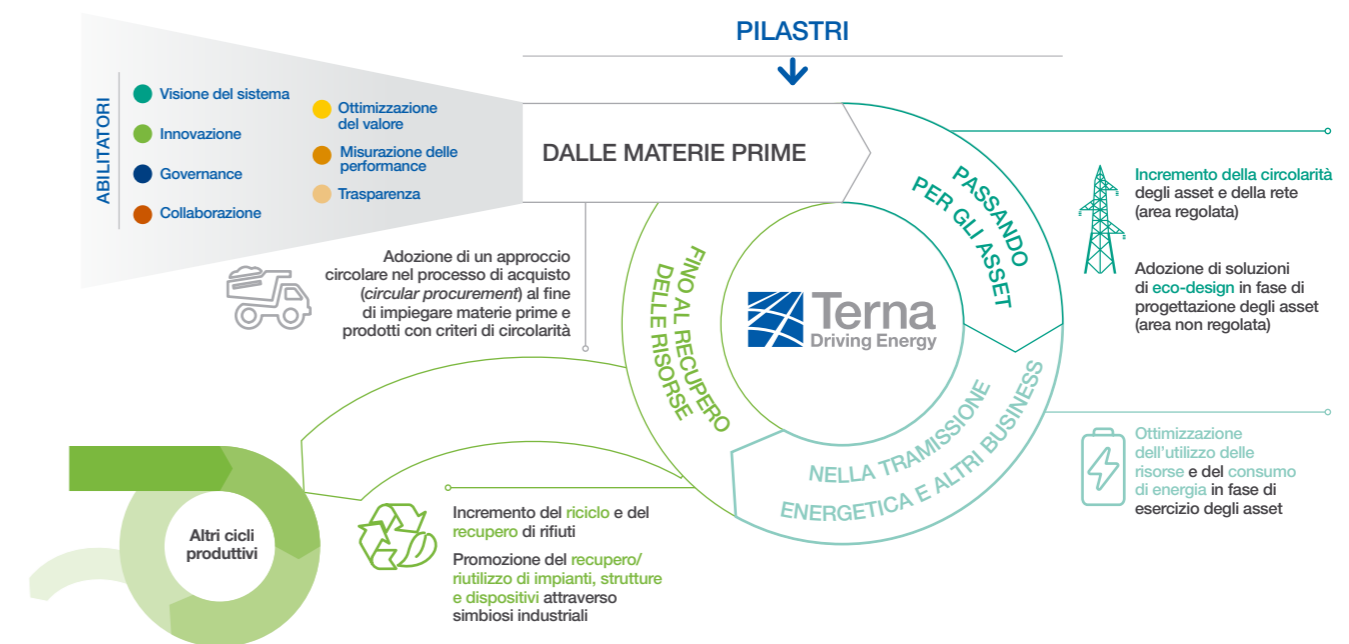 PILASTRI
ABILITATORI
Visione del sistema
Innovazione
Governance
Collaborazione
Ottimizzazione
del valore
Misurazione delle
performance
Trasparenza
DALLE MATERIE PRIME
Adozione di un approccio
circolare nel processo di acquisto
(circular procurement) al fine
di impiegare materie prime e
prodotti con criteri di circolarità
PASSANDO
PER GLI ASSET
Incremento della circolarità
degli asset e della rete
(area regolata)
Adozione di soluzioni
di eco-design in fase di
progettazione degli asset
(area non regolata)
Terna
Driving Energy
NELLA TRAMISSIONE
ENERGETICA E ALTRI BUSINESS
Ottimizzazione
dell'utilizzo delle
risorse e del consumo
di energia in fase di
esercizio degli asset
FINO AL RECUPERO
DELLE RISORSE
Incremento del riciclo e del
recupero di rifiuti
Promozione del recupero/
riutilizzo di impianti, strutture
e dispositivi attraverso
simbiosi industriali
Altri cicli
produttivi